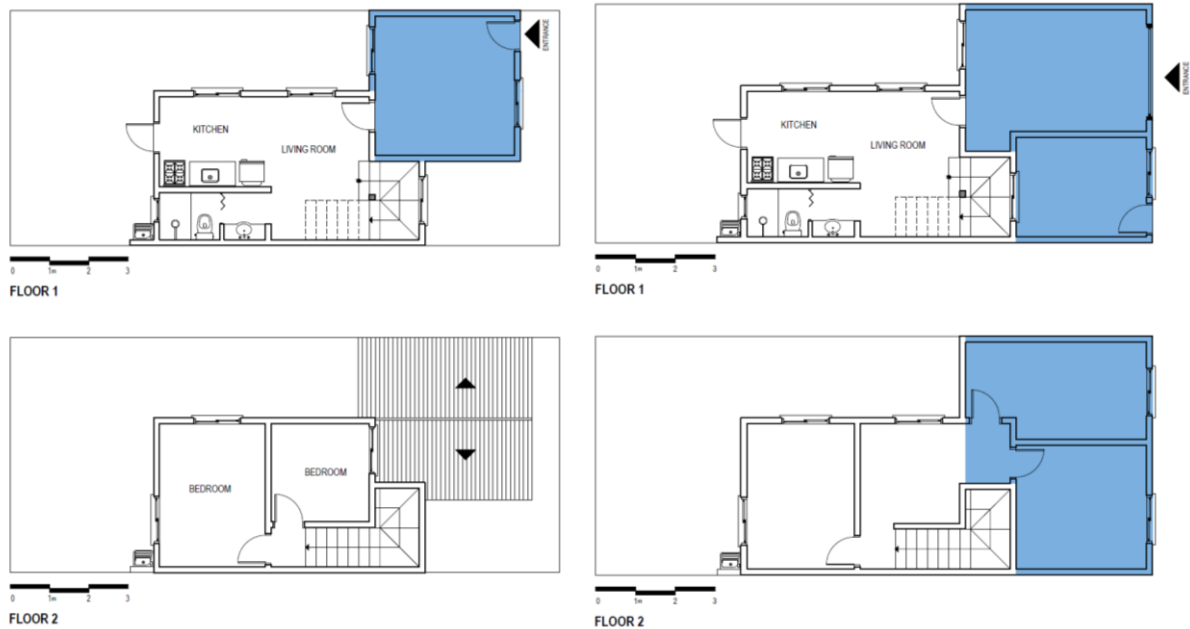 ENTRANCE
KITCHEN
LIVING ROOM
0 1m 2 3
FLOOR 1
ENTRANCE
KITCHEN
LIVING ROOM
0 1m 2 3
FLOOR 1
BEDROOM
BEDROOM
0 1m 2 3
FLOOR 2
0 1m 2 3
FLOOR 2